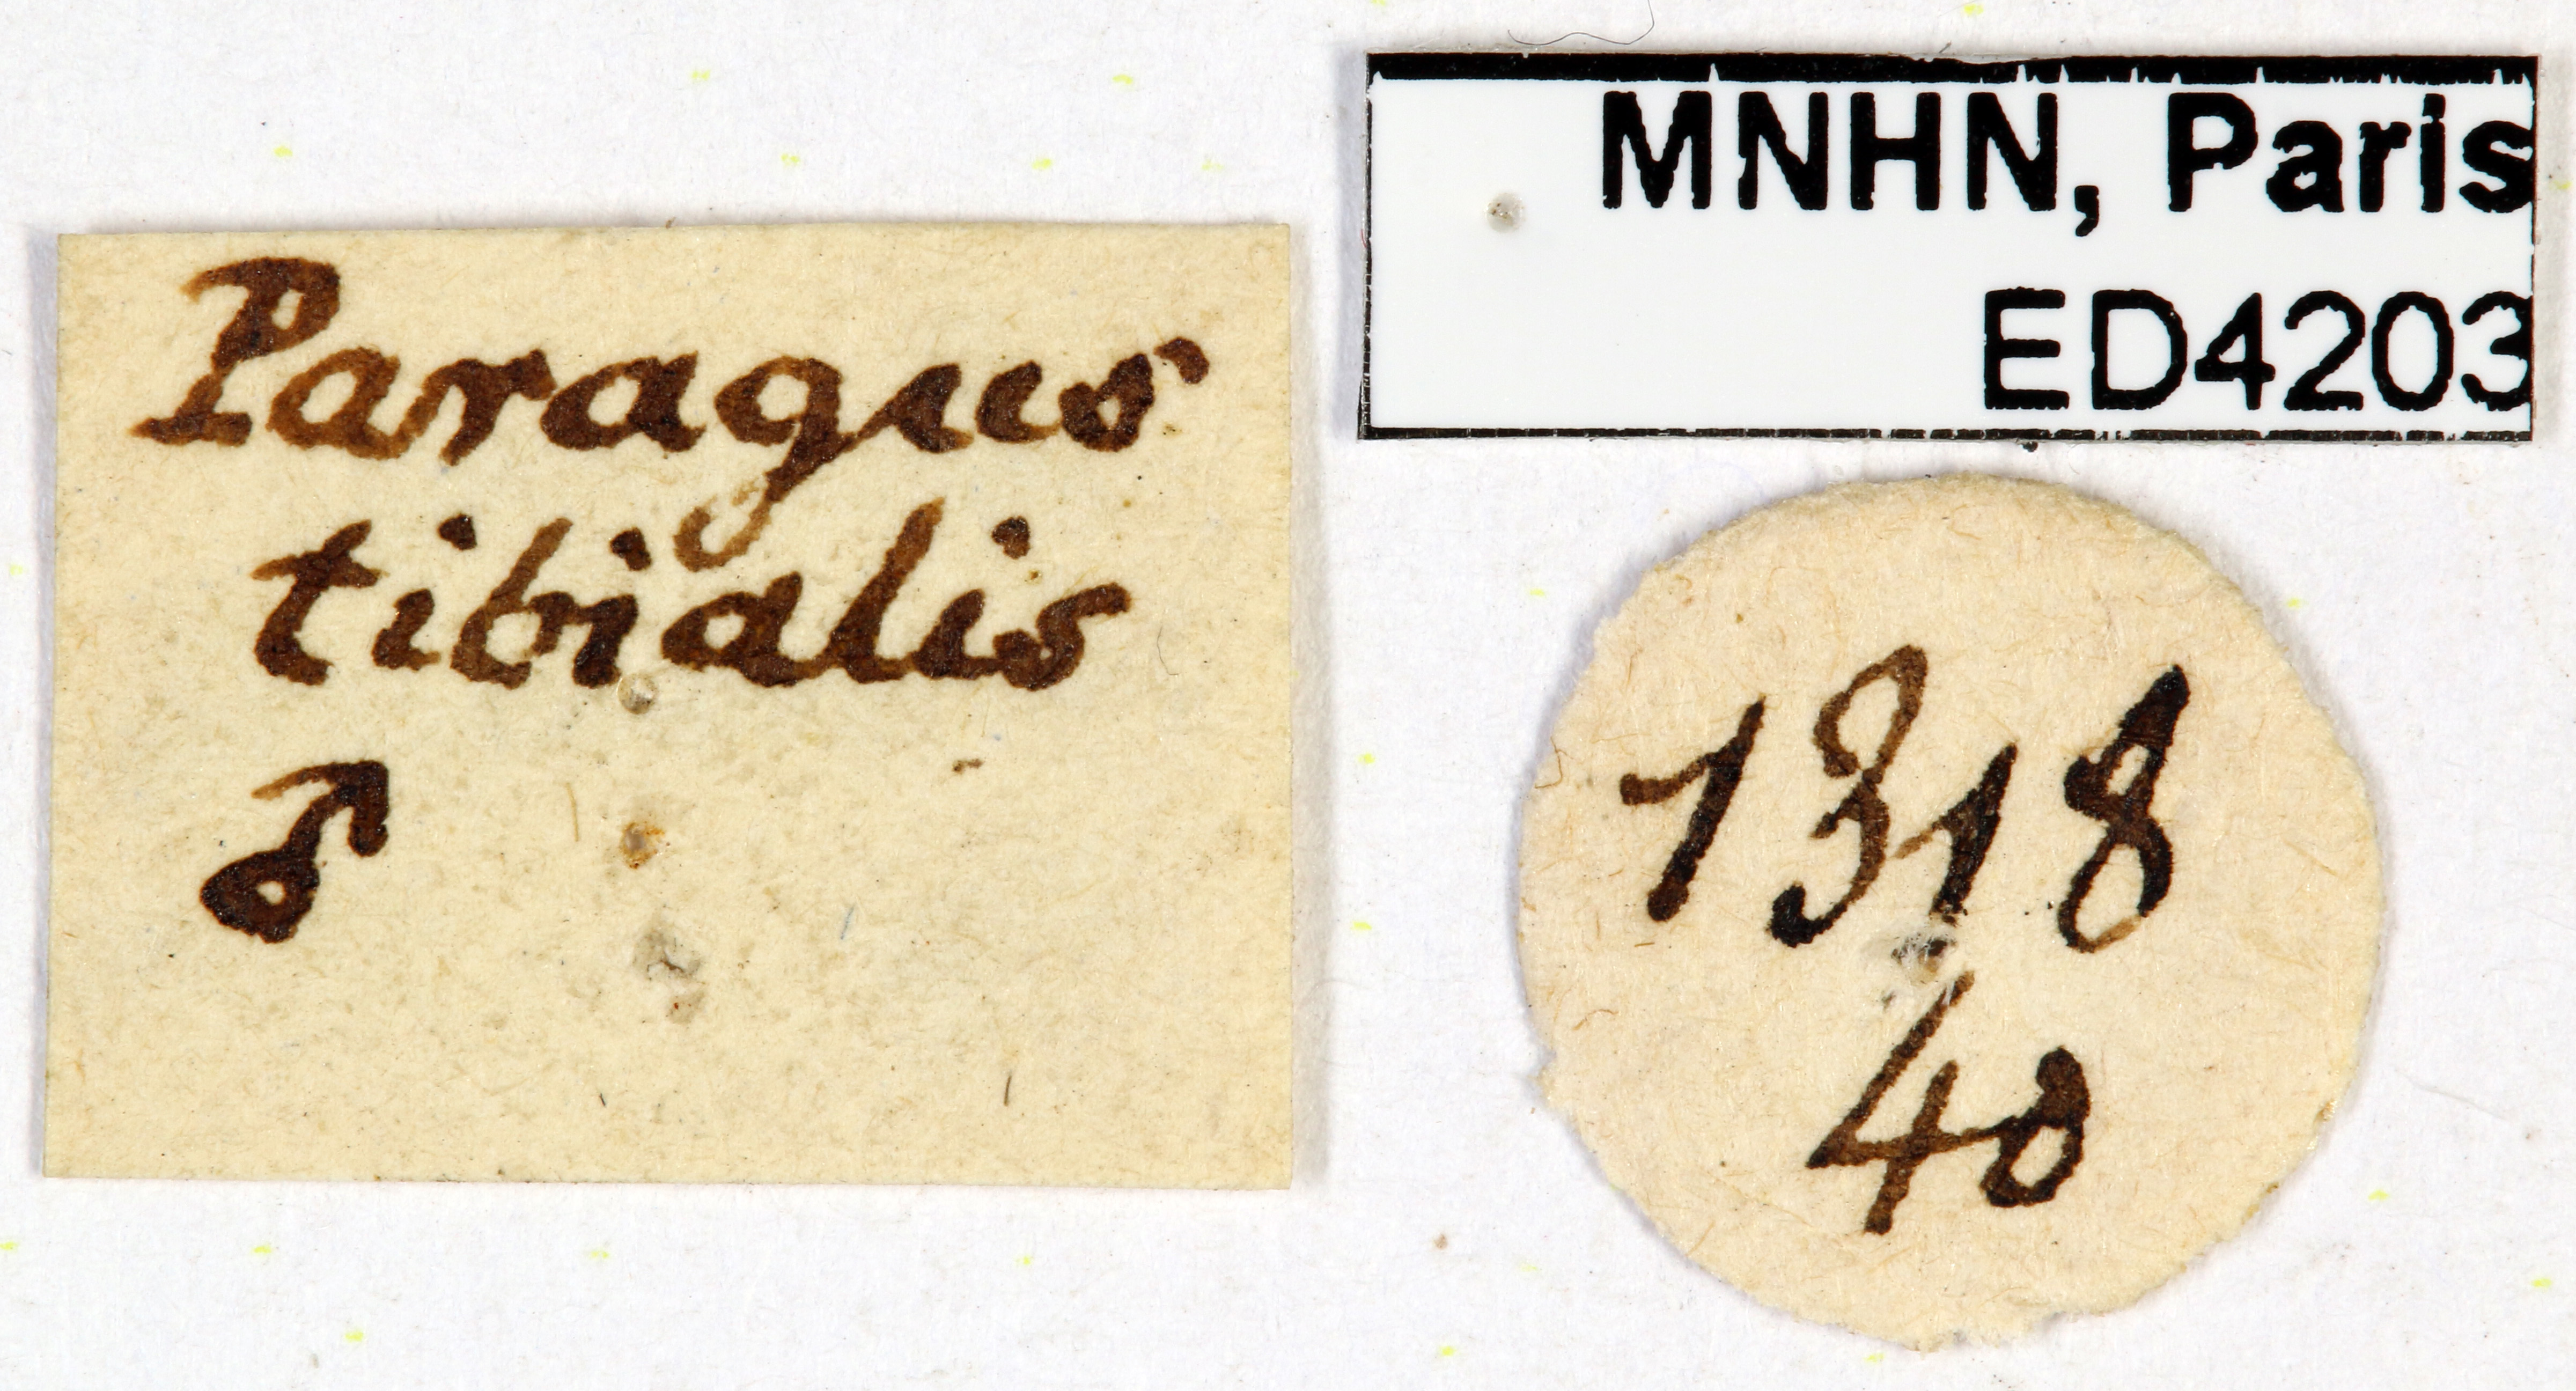 Paragus
tibialis
♂
MNHN, Paris
ED4203
1318
40